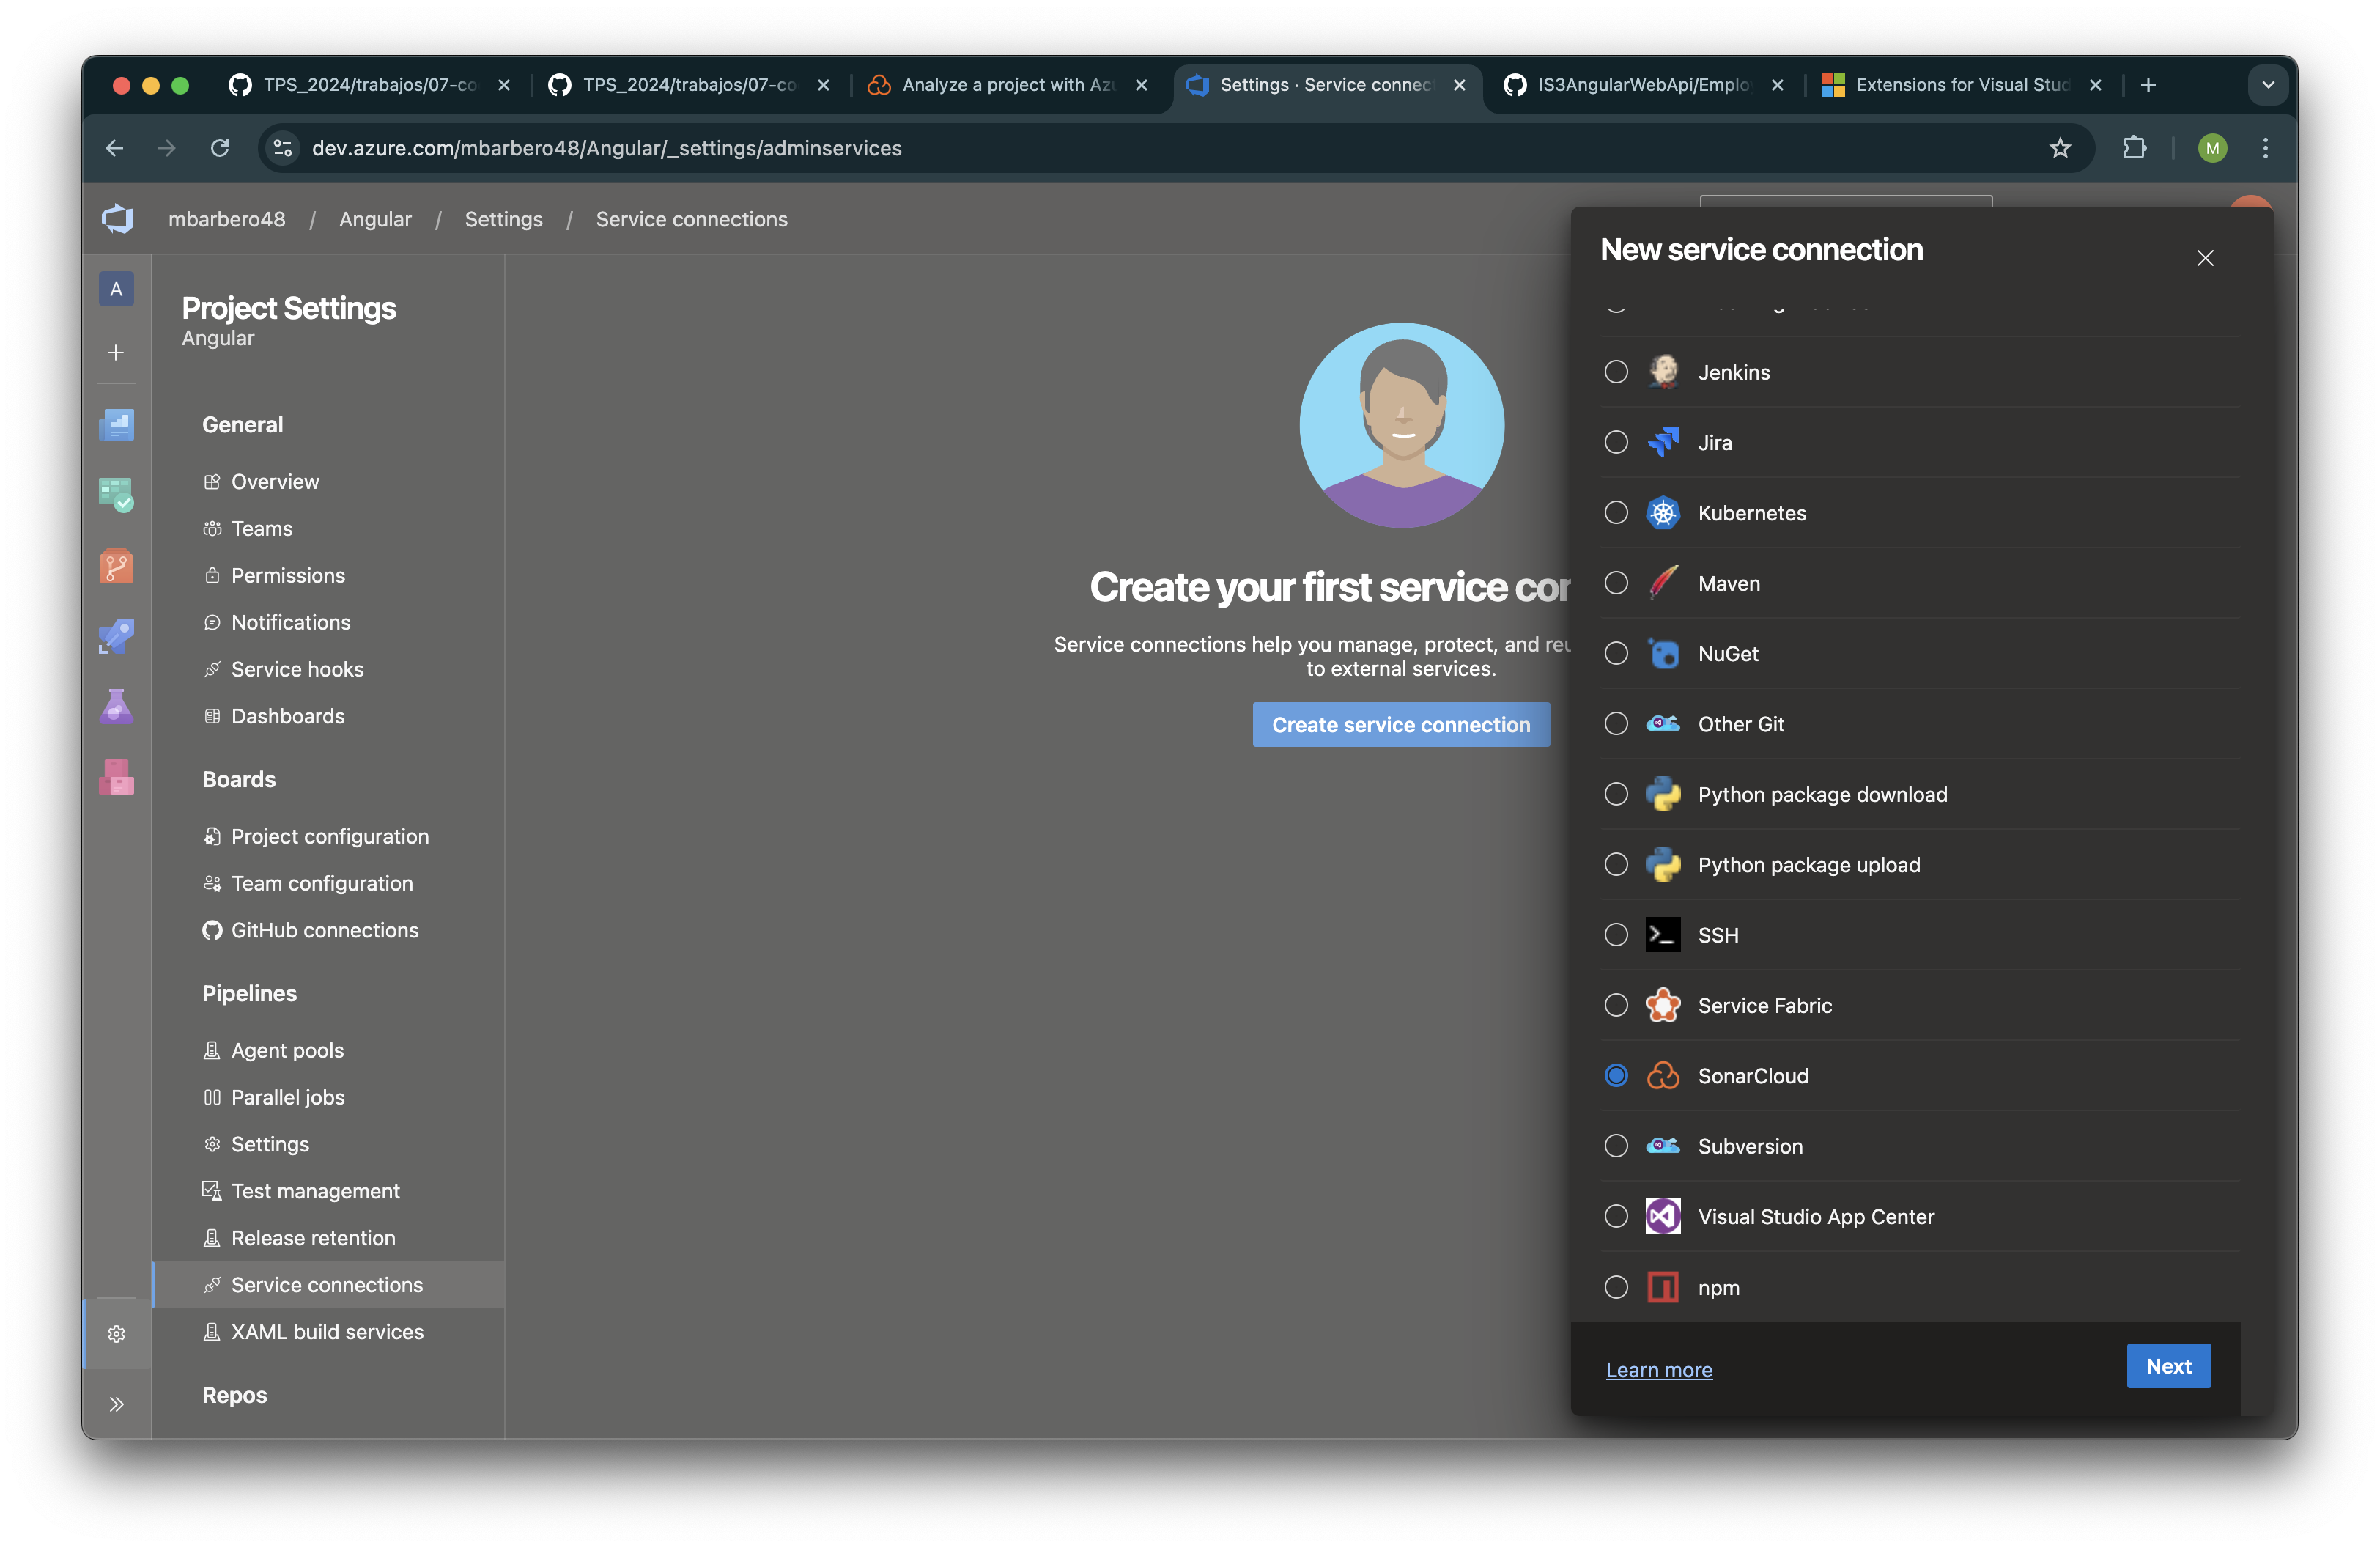 TPS_2024/trabajos/07-co
TPS_2024/trabajos/07-co
Analyze a project with Azu
Settings · Service connec
IS3AngularWebApi/Emplo
Extensions for Visual Stud
dev.azure.com/mbarbero48/Angular/_settings/adminservices
M
mbarbero48 / Angular / Settings / Service connections
A
Project Settings
Angular
General
Overview
Teams
Permissions
Notifications
Service hooks
Dashboards
Boards
Project configuration
Team configuration
GitHub connections
Pipelines
Agent pools
Parallel jobs
Settings
Test management
Release retention
Service connections
XAML build services
Repos
Create your first service con
Service connections help you manage, protect, and reu
to external services.
Create service connection
New service connection
Jenkins
Jira
Kubernetes
Maven
NuGet
Other Git
Python package download
Python package upload
SSH
Service Fabric
SonarCloud
Subversion
Visual Studio App Center
npm
Learn more
Next